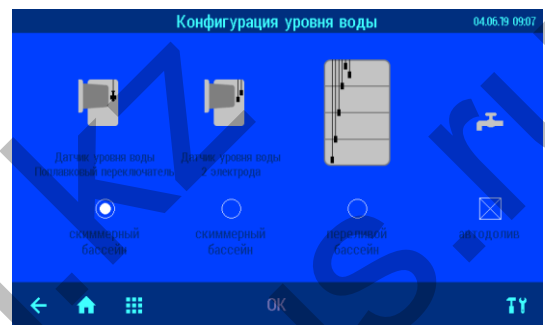 Конфигурация уровня воды
04.06.19 09:07
Датчик уровня воды
Поплавковый переключатель
Датчик уровня воды
2 электрода
скиммерный
бассейн
скиммерный
бассейн
переливной
бассейн
автодолив
OK